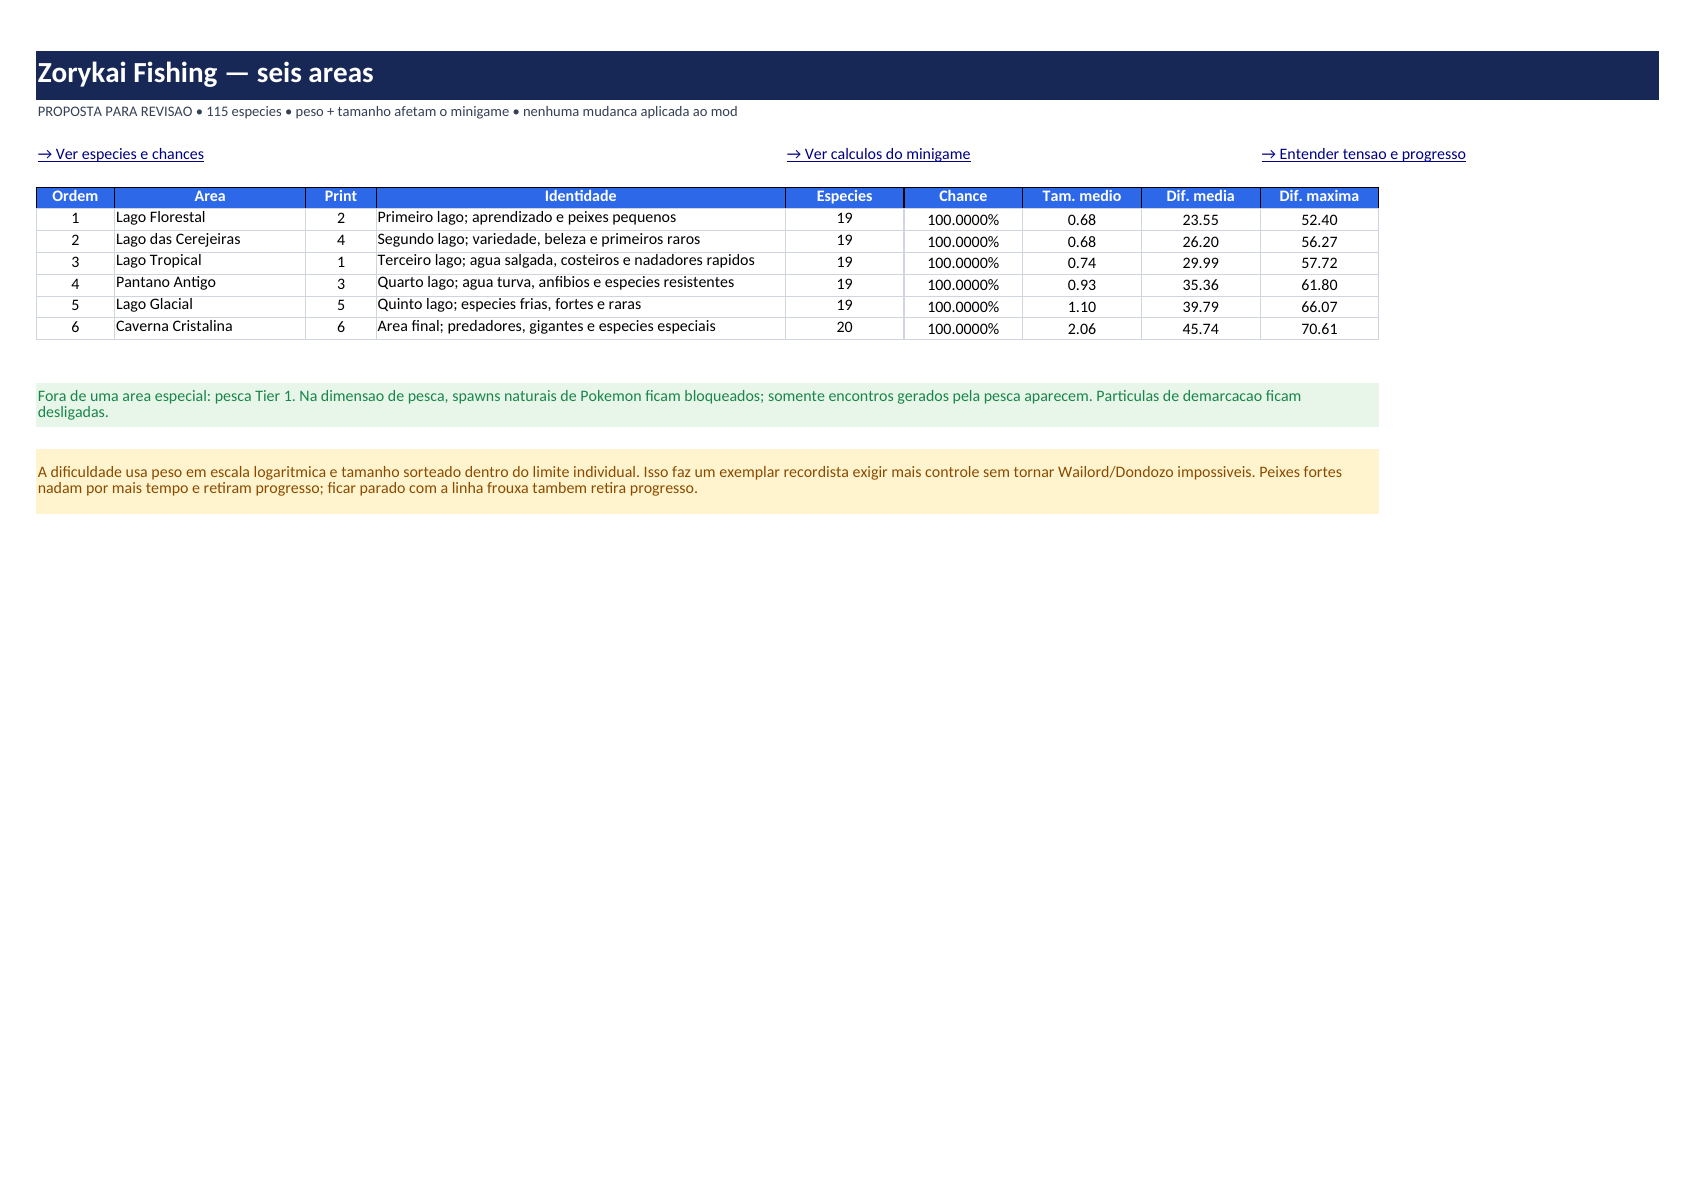 Zorykai Fishing — seis areas
PROPOSTA PARA REVISAO • 115 especies • peso + tamanho afetam o minigame • nenhuma mudanca aplicada ao mod
→ Ver especies e chances → Ver calculos do minigame → Entender tensao e progresso
Ordem Area Print Identidade Especies Chance Tam. medio Dif. media Dif. maxima
1 Lago Florestal 2 Primeiro lago; aprendizado e peixes pequenos 19 100.0000% 0.68 23.55 52.40
2 Lago das Cerejeiras 4 Segundo lago; variedade, beleza e primeiros raros 19 100.0000% 0.68 26.20 56.27
3 Lago Tropical 1 Terceiro lago; agua salgada, costeiros e nadadores rapidos 19 100.0000% 0.74 29.99 57.72
4 Pantano Antigo 3 Quarto lago; agua turva, anfibios e especies resistentes 19 100.0000% 0.93 35.36 61.80
5 Lago Glacial 5 Quinto lago; especies frias, fortes e raras 19 100.0000% 1.10 39.79 66.07
6 Caverna Cristalina 6 Area final; predadores, gigantes e especies especiais 20 100.0000% 2.06 45.74 70.61
Fora de uma area especial: pesca Tier 1. Na dimensao de pesca, spawns naturais de Pokemon ficam bloqueados; somente encontros gerados pela pesca aparecem. Particulas de demarcacao ficam
desligadas.
A dificuldade usa peso em escala logaritmica e tamanho sorteado dentro do limite individual. Isso faz um exemplar recordista exigir mais controle sem tornar Wailord/Dondozo impossiveis. Peixes fortes
nadam por mais tempo e retiram progresso; ficar parado com a linha frouxa tambem retira progresso.